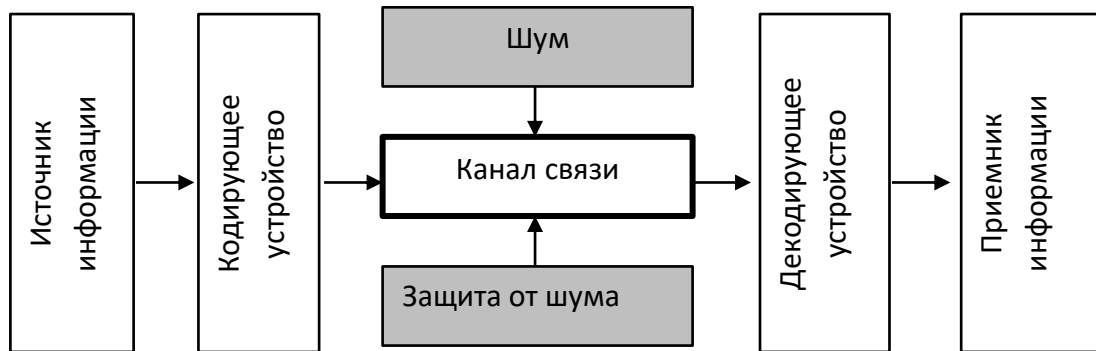 Источник
информации
Кодирующее
устройство
Шум
Канал связи
Защита от шума
Декодирующее
устройство
Приемник
информации